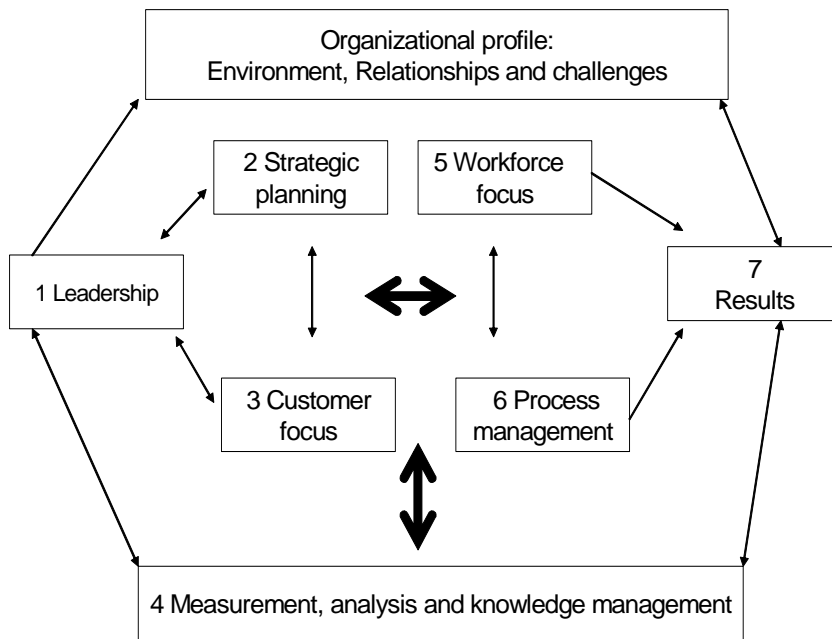 Organizational profile:
Environment, Relationships and challenges
2 Strategic
planning
5 Workforce
focus
1 Leadership
7
Results
3 Customer
focus
6 Process
management
4 Measurement, analysis and knowledge management